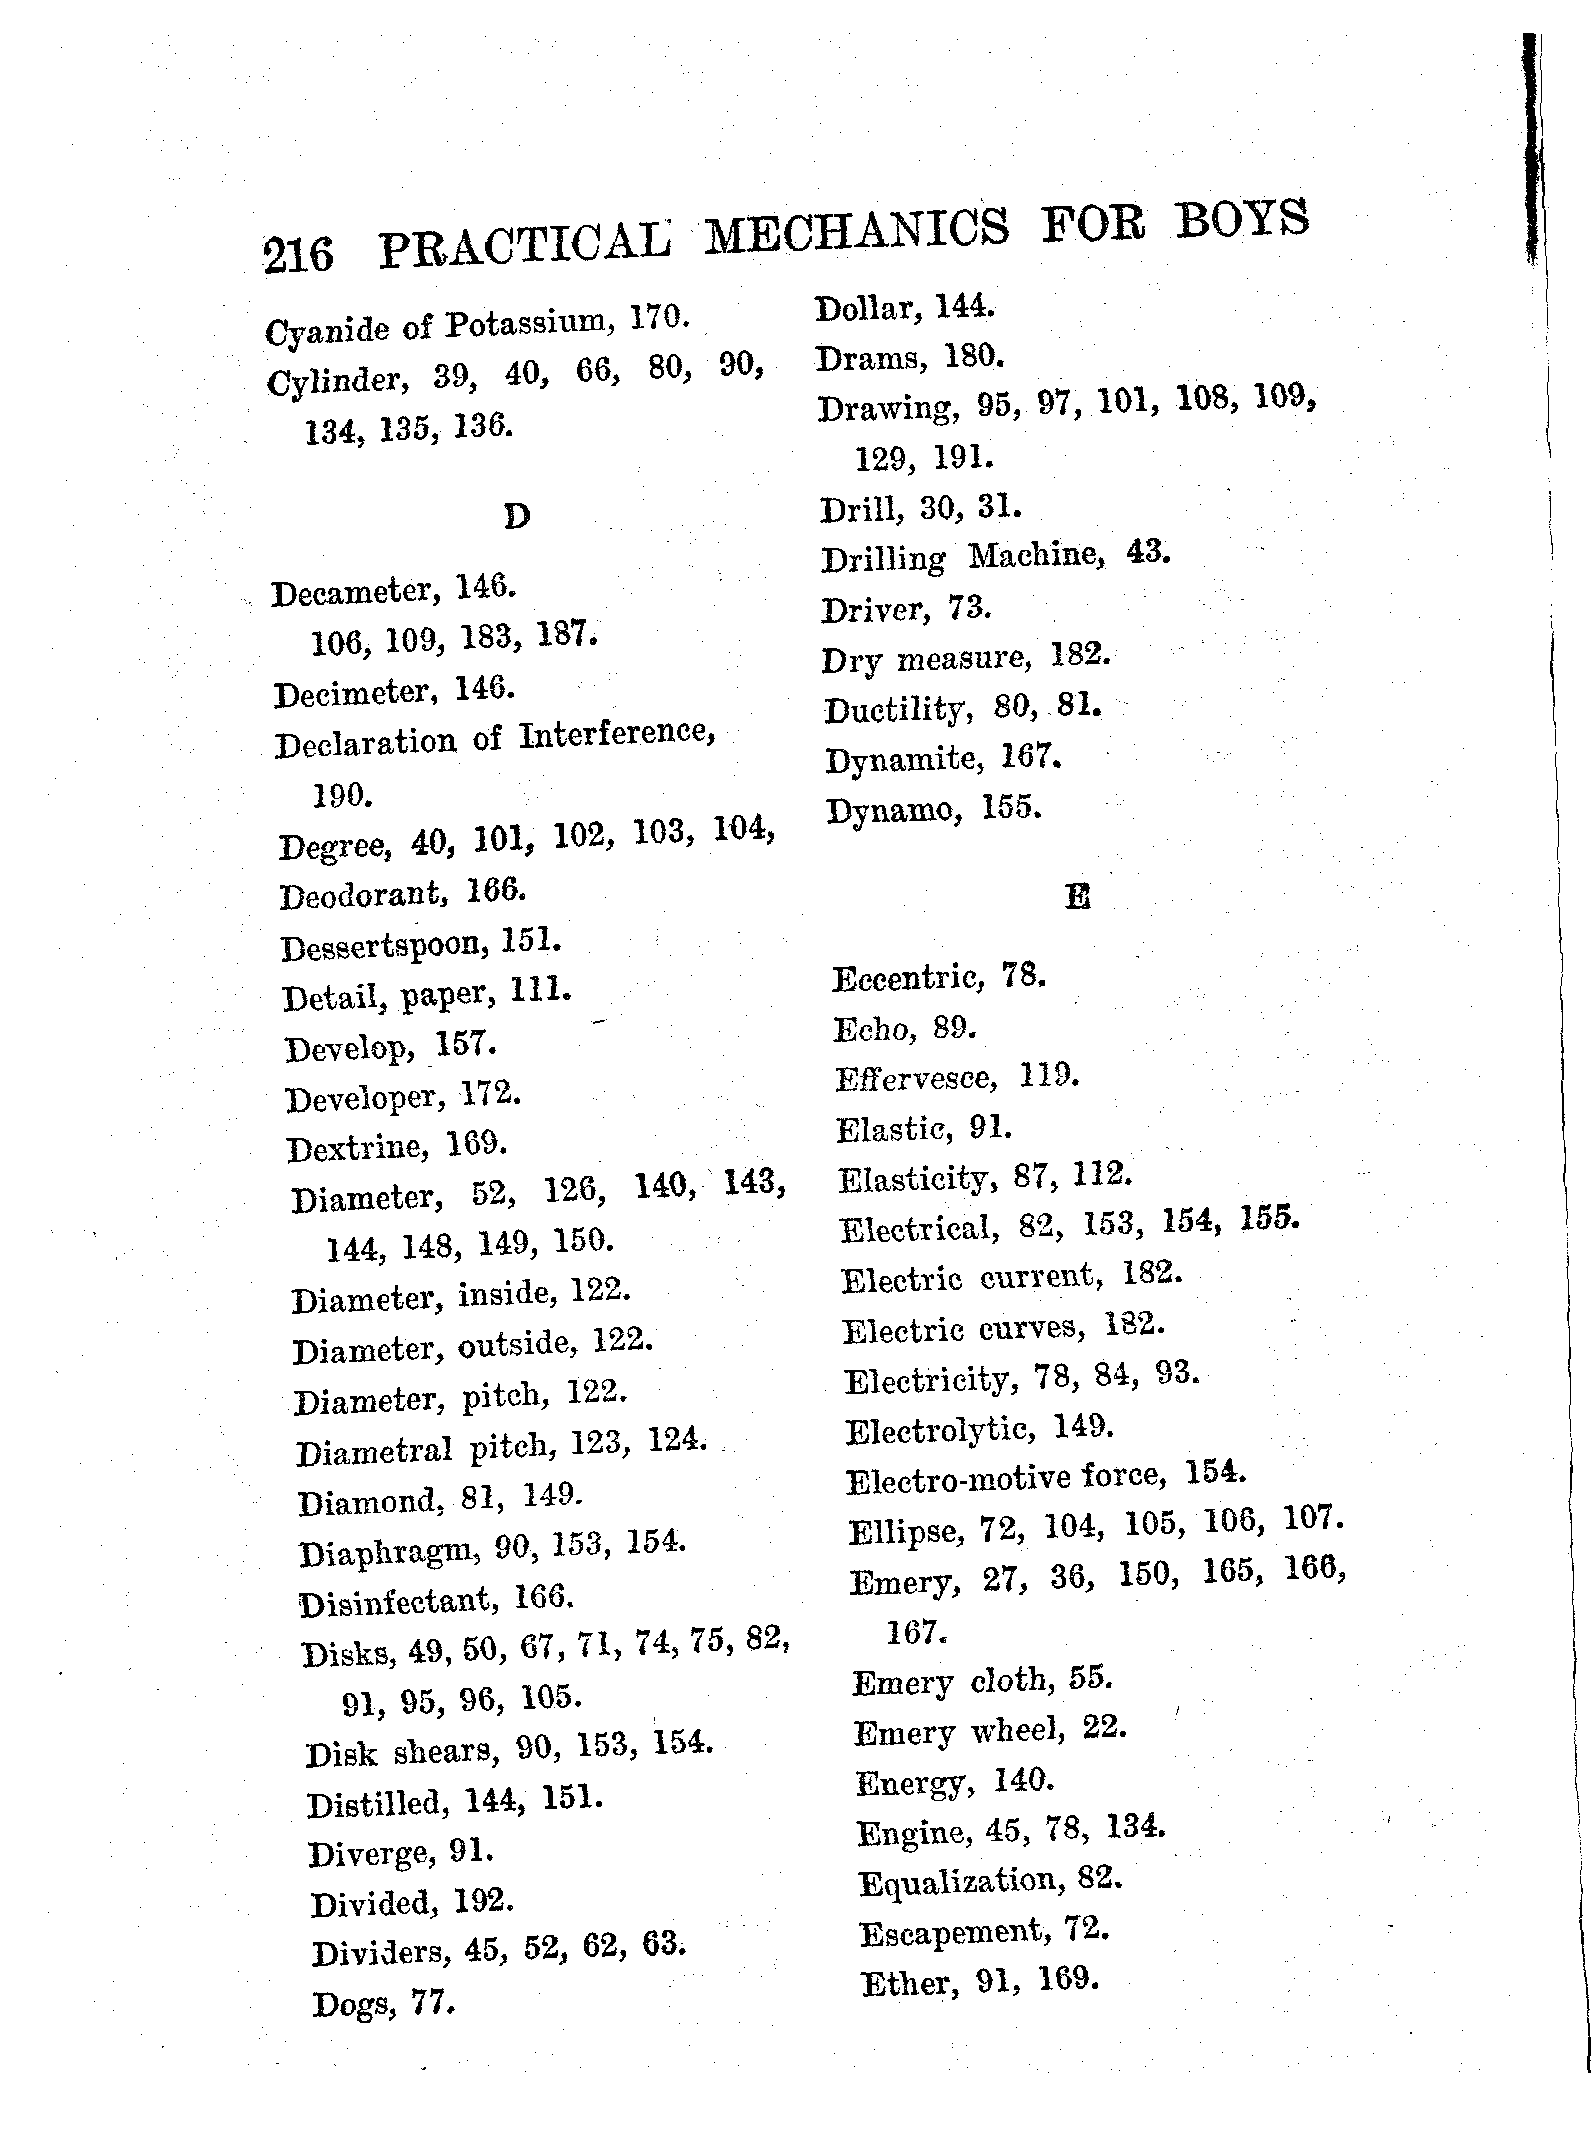 216 PRACTICAL MECHANICS FOR BOYS
Cyanide of Potassium, 170.
Cylinder, 39, 40, 66, 80, 90,
134, 135, 136.
D
Decameter, 146.
106, 109, 183, 187.
Decimeter, 146.
Declaration of Interference,
190.
Degree, 40, 101, 102, 103, 104,
Deodorant, 166.
Dessertspoon, 151.
Detail, paper, 111.
Develop, 157.
Developer, 172.
Dextrine, 169.
Diameter, 52, 126, 140, 143,
144, 148, 149, 150.
Diameter, inside, 122.
Diameter, outside, 122.
Diameter, pitch, 122.
Diametral pitch, 123, 124.
Diamond, 81, 149.
Diaphragm, 90, 153, 154.
Disinfectant, 166.
Disks, 49, 50, 67, 71, 74, 75, 82,
91, 95, 96, 105.
Disk shears, 90, 153, 154.
Distilled, 144, 151.
Diverge, 91.
Divided, 192.
Dividers, 45, 52, 62, 63.
Dogs, 77.
Dollar, 144.
Drams, 180.
Drawing, 95, 97, 101, 108, 109,
129, 191.
Drill, 30, 31.
Drilling Machine, 43.
Driver, 73.
Dry measure, 182.
Ductility, 80, 81.
Dynamite, 167.
Dynamo, 155.
E
Eccentric, 78.
Echo, 89.
Effervesce, 119.
Elastic, 91.
Elasticity, 87, 112.
Electrical, 82, 153, 154, 155.
Electric current, 182.
Electric curves, 182.
Electricity, 78, 84, 93.
Electrolytic, 149.
Electro-motive force, 154.
Ellipse, 72, 104, 105, 106, 107.
Emery, 27, 36, 150, 165, 166,
167.
Emery cloth, 55.
Emery wheel, 22.
Energy, 140.
Engine, 45, 78, 134.
Equalization, 82.
Escapement, 72.
Ether, 91, 169.